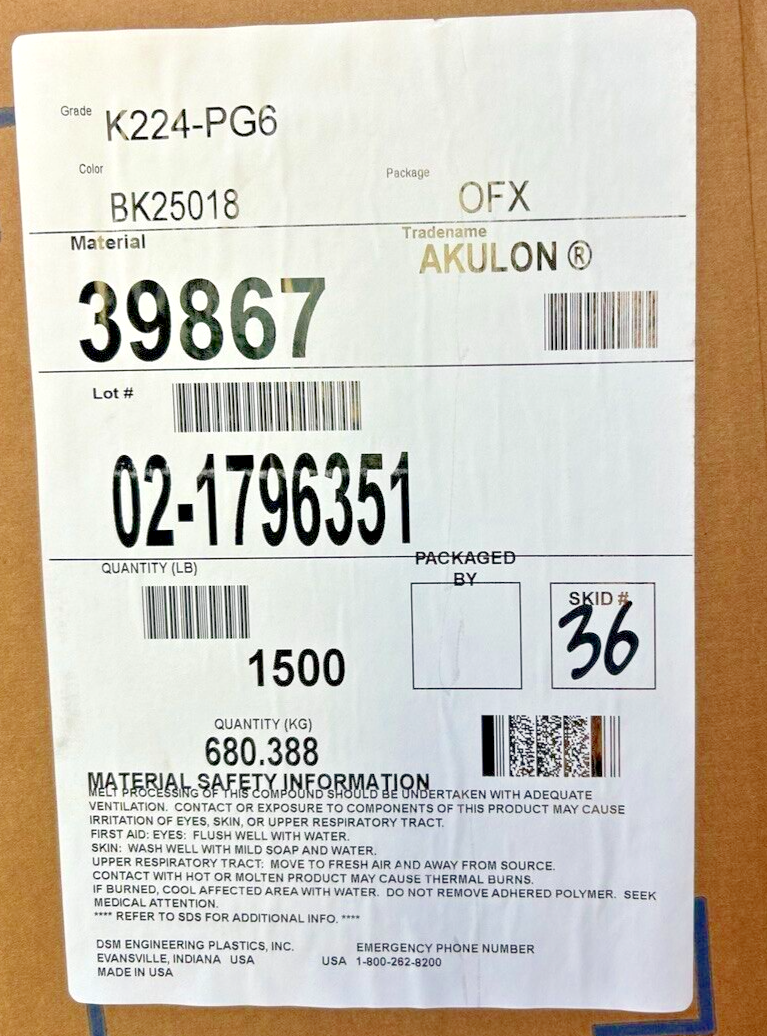 Grade K224-PG6
Color
BK25018
Package
OFX
Material
39867
Tradename
AKULON ®
Lot #
02-1796351
QUANTITY (LB)
1500
PACKAGED
BY
SKID #
36
QUANTITY (KG)
680.388
MATERIAL SAFETY INFORMATION
MELT PROCESSING OF THIS COMPOUND SHOULD BE UNDERTAKEN WITH ADEQUATE
VENTILATION. CONTACT OR EXPOSURE TO COMPONENTS OF THIS PRODUCT MAY CAUSE
IRRITATION OF EYES, SKIN, OR UPPER RESPIRATORY TRACT.
FIRST AID: EYES: FLUSH WELL WITH WATER.
SKIN: WASH WELL WITH MILD SOAP AND WATER.
UPPER RESPIRATORY TRACT: MOVE TO FRESH AIR AND AWAY FROM SOURCE.
CONTACT WITH HOT OR MOLTEN PRODUCT MAY CAUSE THERMAL BURNS.
IF BURNED, COOL AFFECTED AREA WITH WATER. DO NOT REMOVE ADHERED POLYMER. SEEK
MEDICAL ATTENTION.
**** REFER TO SDS FOR ADDITIONAL INFO. ****
DSM ENGINEERING PLASTICS, INC.
EVANSVILLE, INDIANA USA
MADE IN USA
EMERGENCY PHONE NUMBER
USA 1-800-262-8200